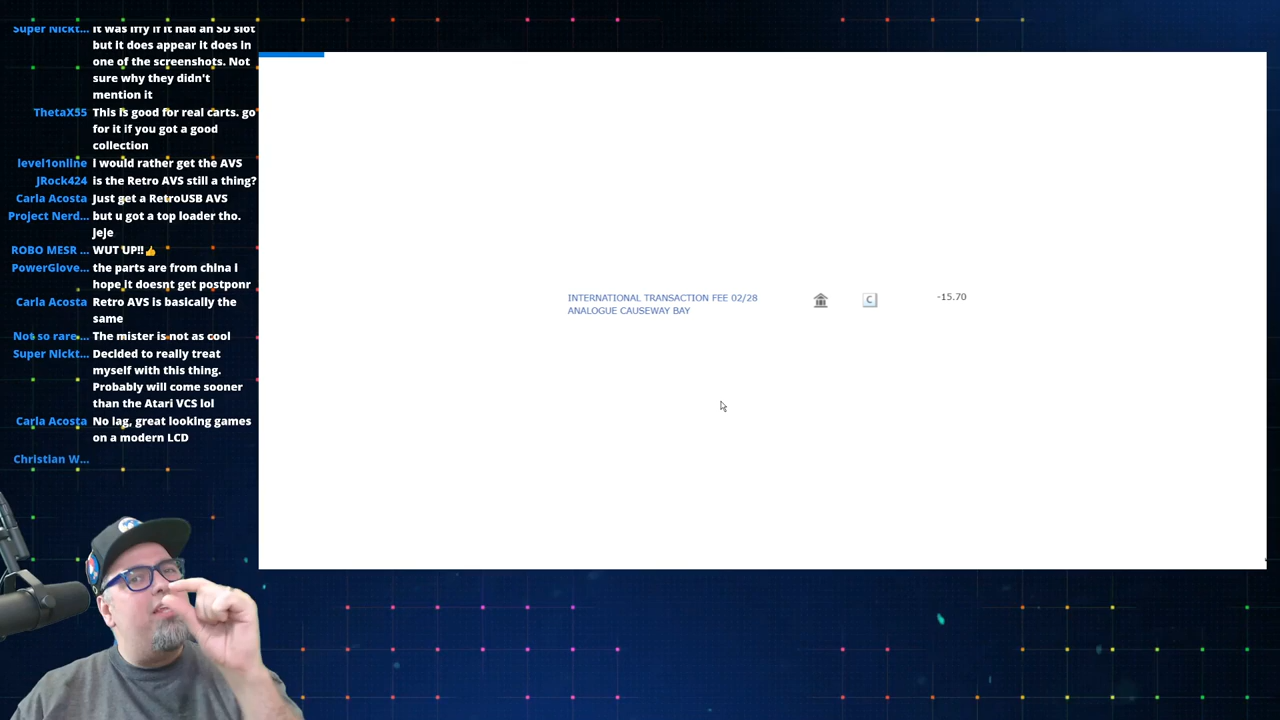 Super Nickt... It was iffy if it had an SD slot
but it does appear it does in
one of the screenshots. Not
sure why they didn't
mention it
ThetaX55 This is good for real carts. go
for it if you got a good
collection
level1online I would rather get the AVS
JRock424 is the Retro AVS still a thing?
Carla Acosta Just get a RetroUSB AVS
Project Nerd... but u got a top loader tho.
jeje
ROBO MESR ... WUT UP!!👍
PowerGlove... the parts are from china I
hope it doesnt get postponr
Carla Acosta Retro AVS is basically the
same
Not so rare ... The mister is not as cool
Super Nickt... Decided to really treat
myself with this thing.
Probably will come sooner
than the Atari VCS lol
Carla Acosta No lag, great looking games
on a modern LCD
Christian W...
INTERNATIONAL TRANSACTION FEE 02/28 C -15.70
ANALOGUE CAUSEWAY BAY